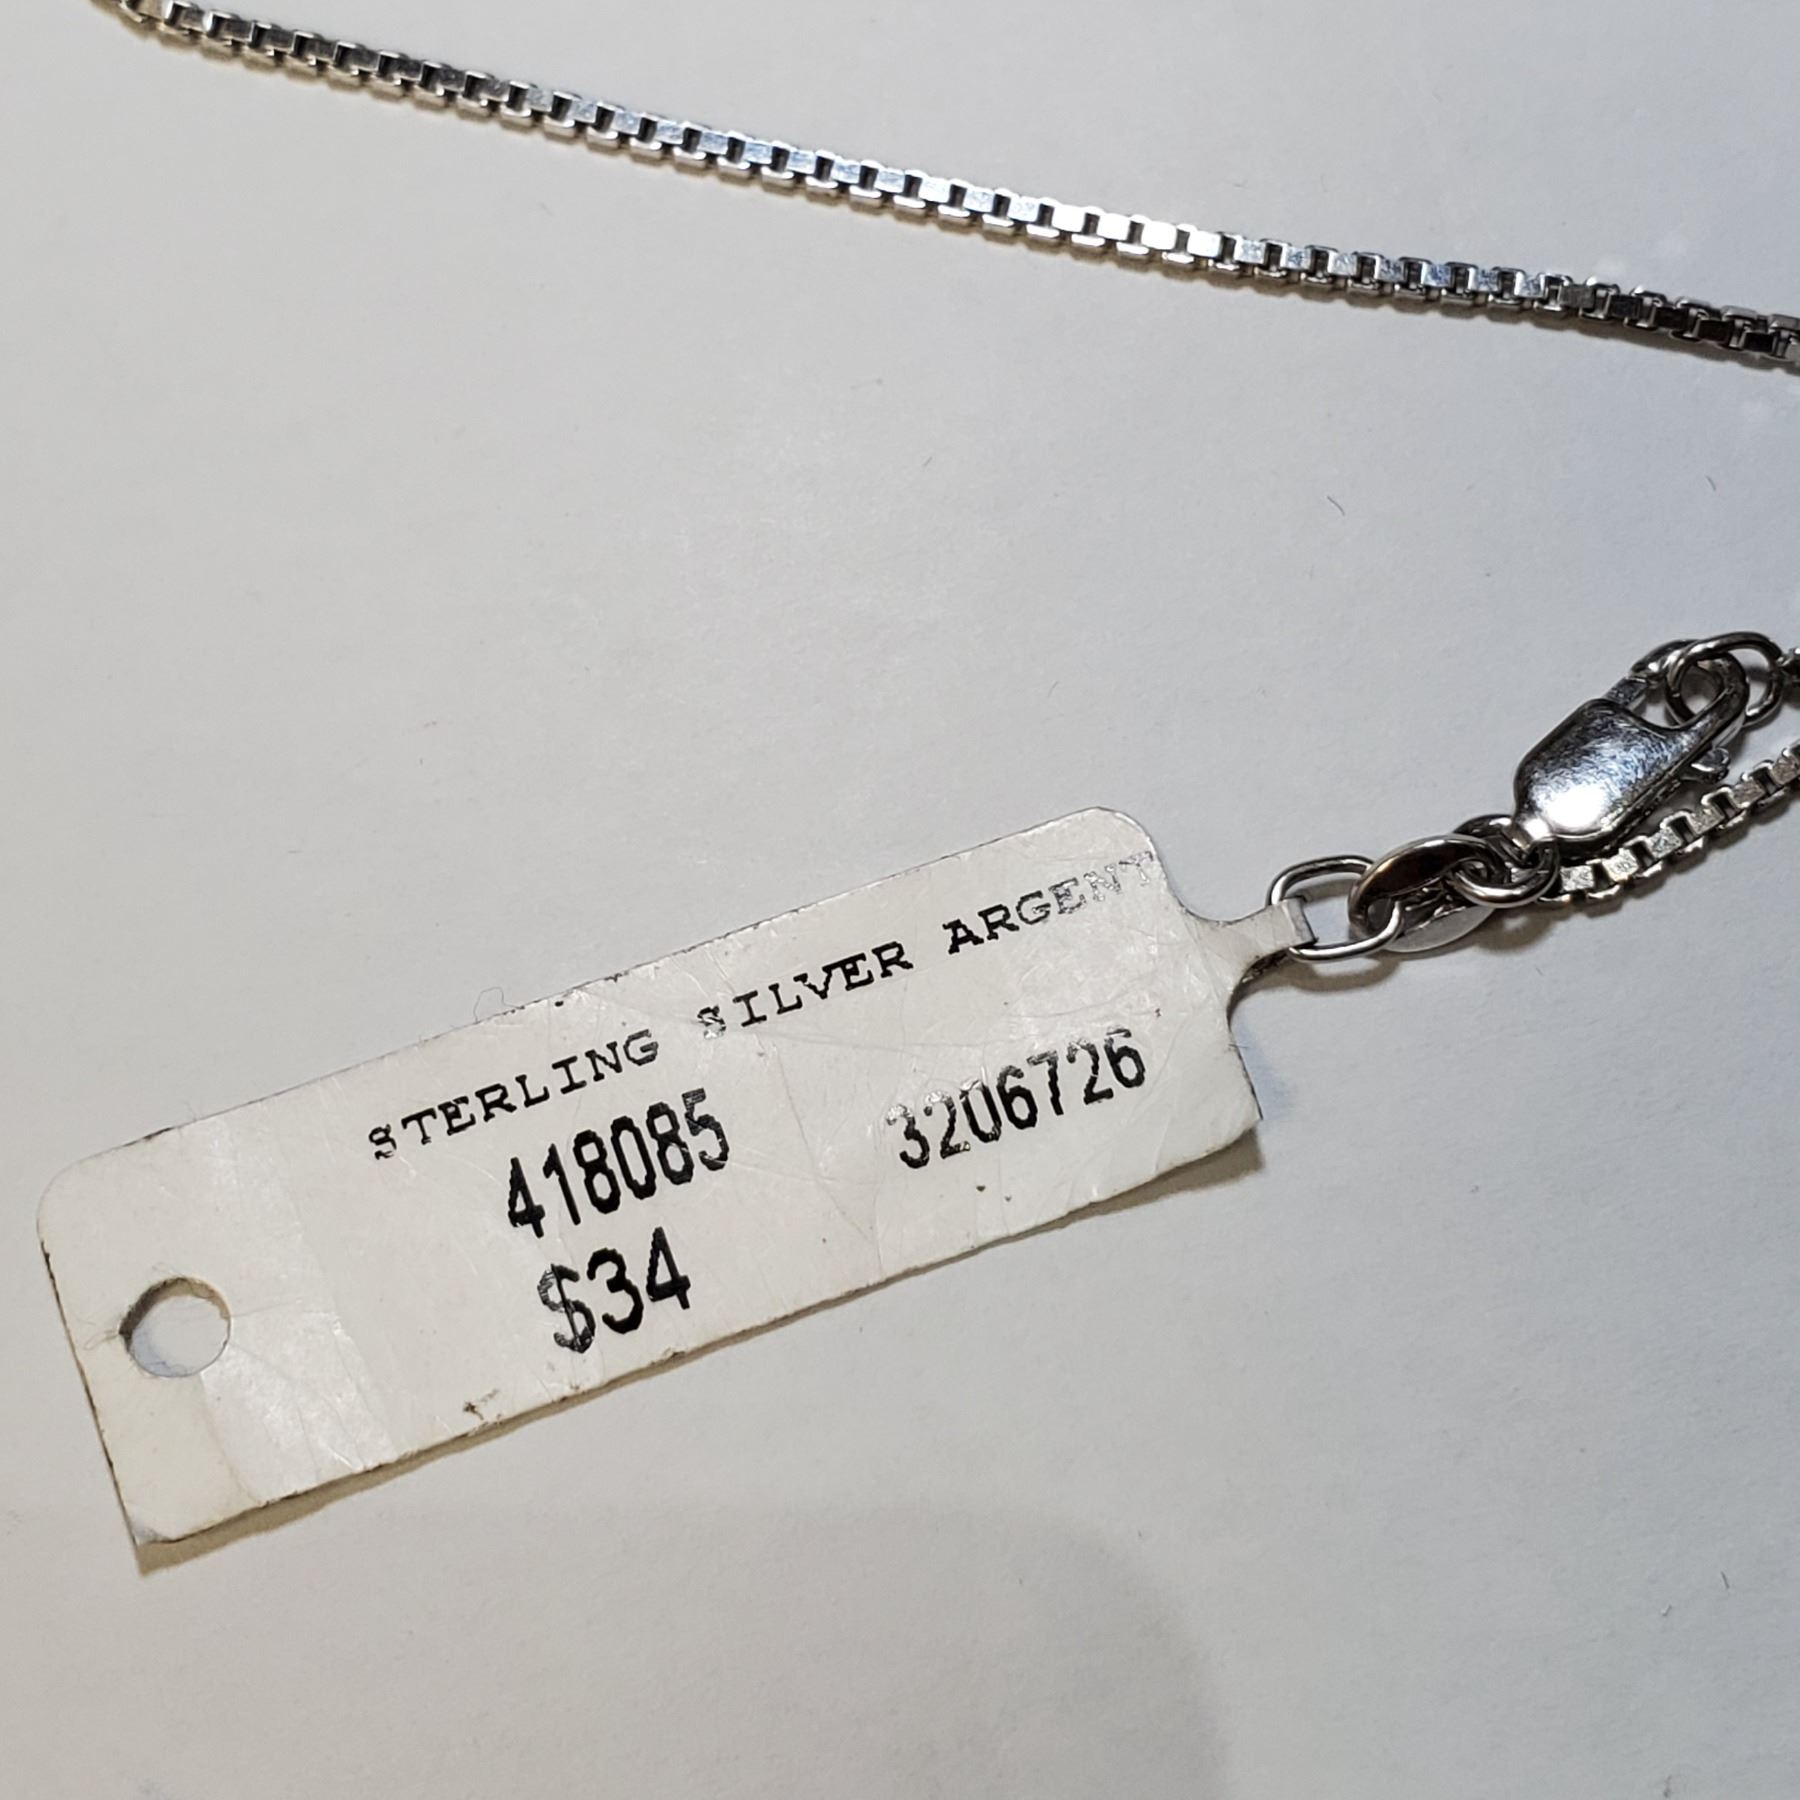 STERLING SILVER ARGENT
418085 3206726
$34